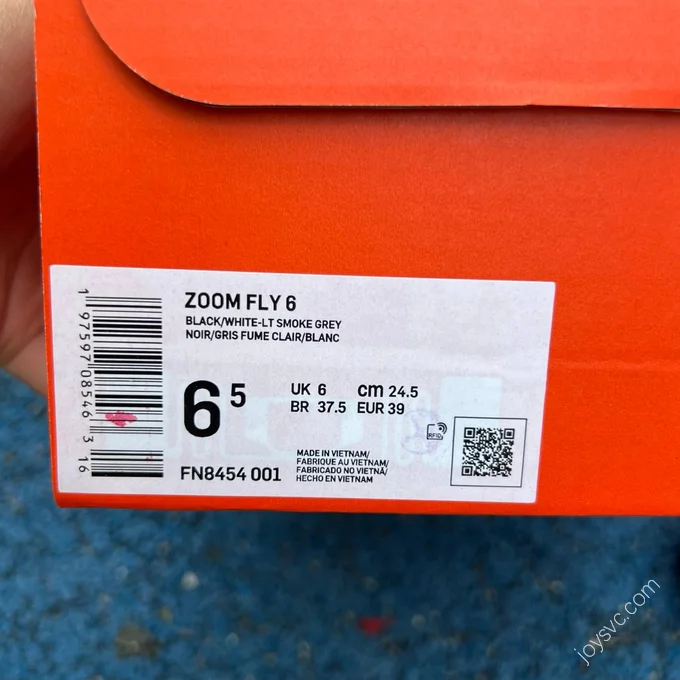 ZOOM FLY 6
BLACK/WHITE-LT SMOKE GREY
NOIR/GRIS FUME CLAIR/BLANC
6 5
UK 6 cm 24.5
BR 37.5 EUR 39
FN8454 001
MADE IN VIETNAM/
FABRIQUE AU VIETNAM/
FABRICADO NO VIETNÃ/
HECHO EN VIETNAM
RFID
1 97597 08546 3 16
joysvc.com